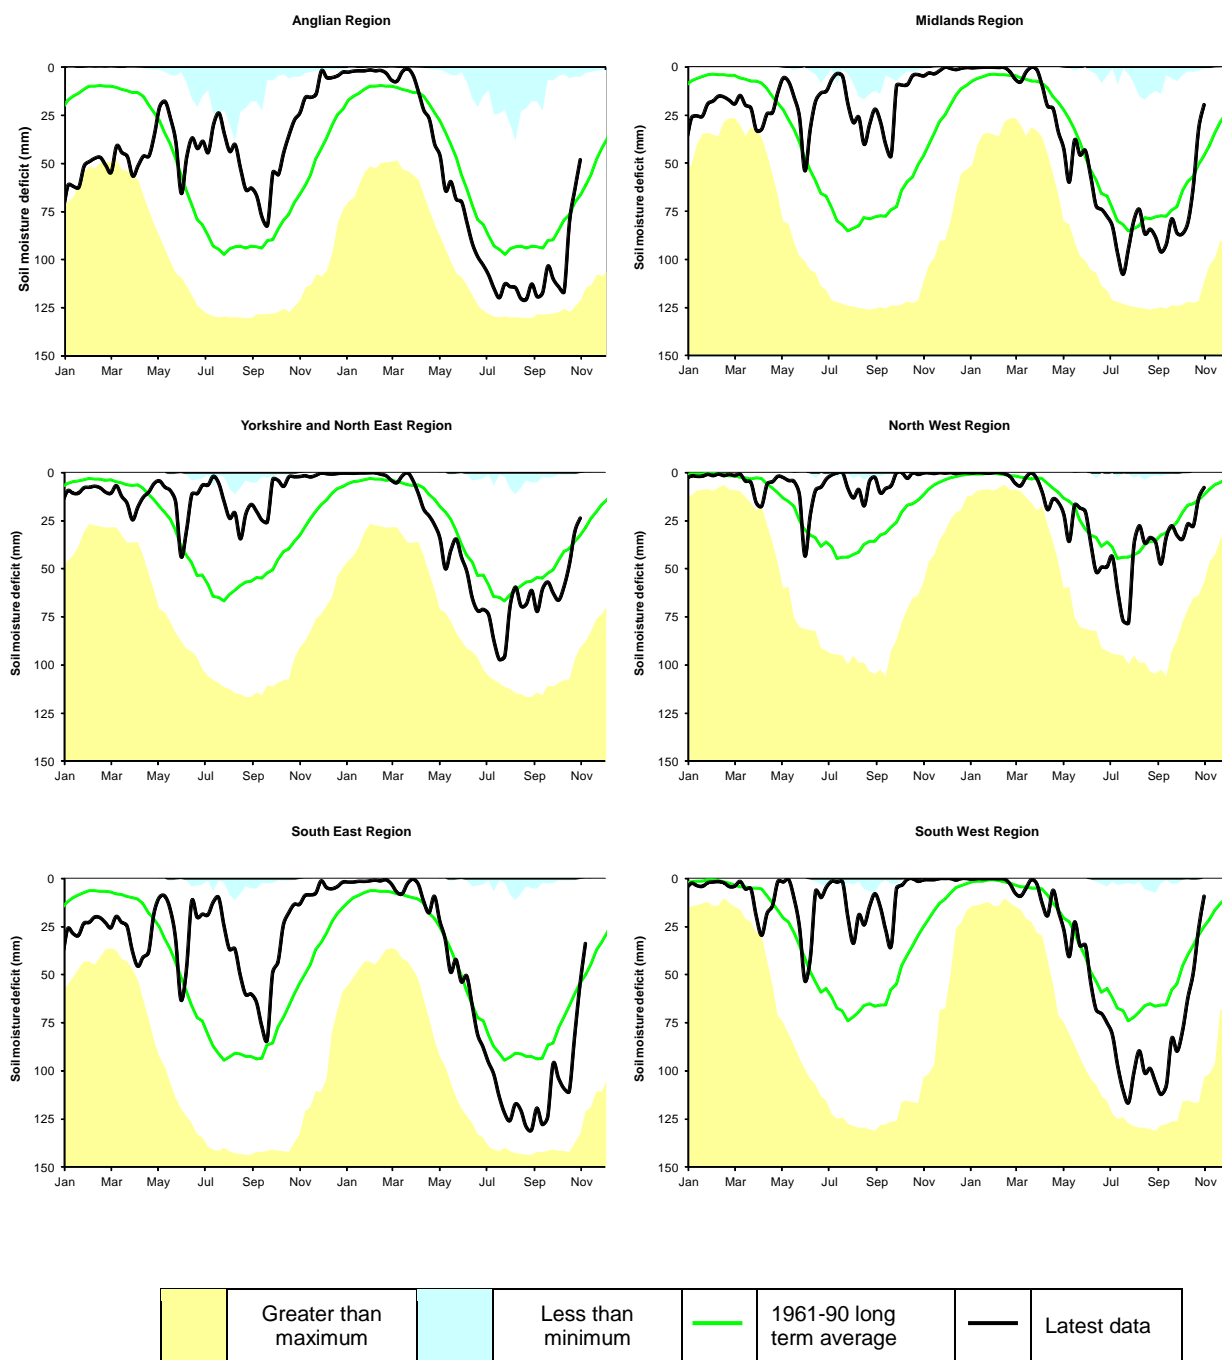 Anglian Region
Soil moisture deficit (mm)
0
25
50
75
100
125
150
Jan Mar May Jul Sep Nov Jan Mar May Jul Sep Nov
Midlands Region
Soil moisture deficit (mm)
0
25
50
75
100
125
150
Jan Mar May Jul Sep Nov Jan Mar May Jul Sep Nov
Yorkshire and North East Region
Soil moisture deficit (mm)
0
25
50
75
100
125
150
Jan Mar May Jul Sep Nov Jan Mar May Jul Sep Nov
North West Region
Soil moisture deficit (mm)
0
25
50
75
100
125
150
Jan Mar May Jul Sep Nov Jan Mar May Jul Sep Nov
South East Region
Soil moisture deficit (mm)
0
25
50
75
100
125
150
Jan Mar May Jul Sep Nov Jan Mar May Jul Sep Nov
South West Region
Soil moisture deficit (mm)
0
25
50
75
100
125
150
Jan Mar May Jul Sep Nov Jan Mar May Jul Sep Nov
Greater than
maximum
Less than
minimum
1961-90 long
term average
Latest data